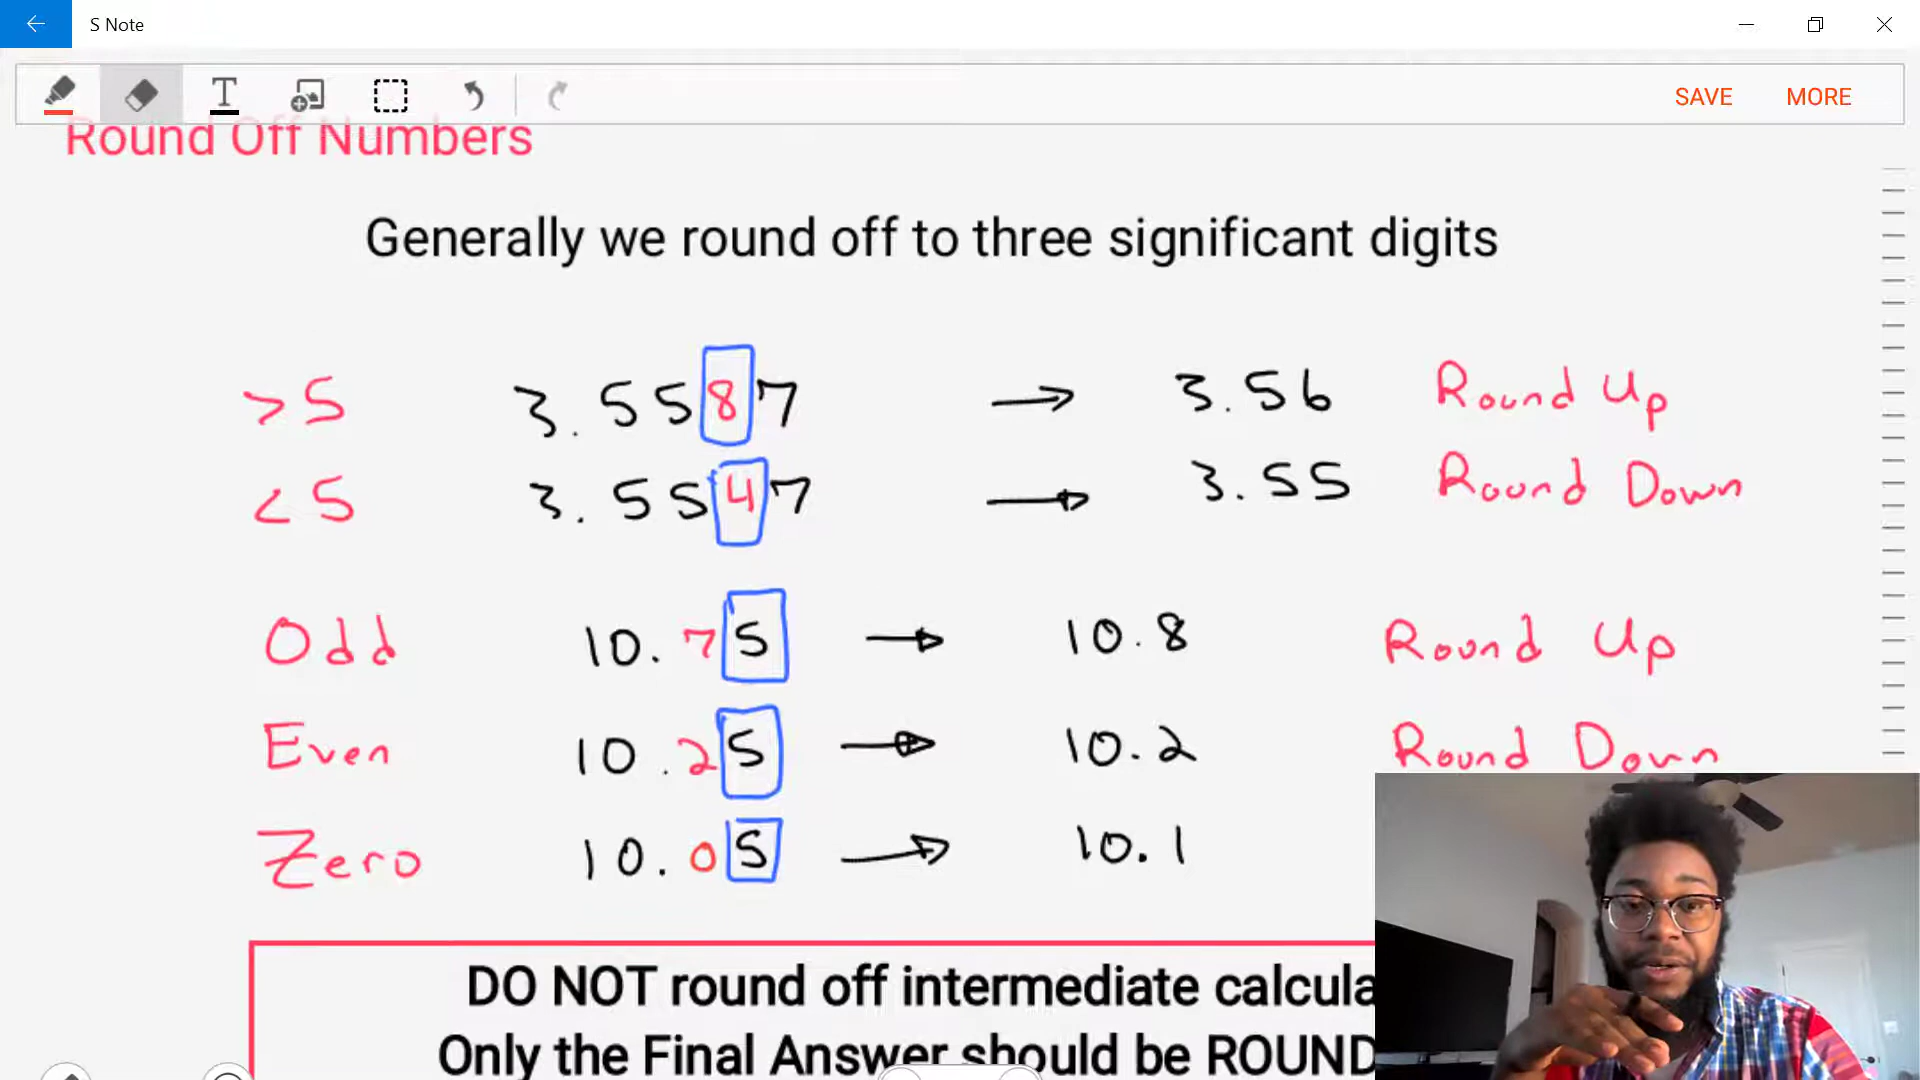 S Note
T SAVE MORE
Round Off Numbers
Generally we round off to three significant digits
>5 3.5587 → 3.56 Round Up
<5 3.5547 → 3.55 Round Down
Odd 10.75 → 10.8 Round Up
Even 10.25 → 10.2 Round Down
Zero 10.05 → 10.1
DO NOT round off intermediate calcula
Only the Final Answer should be ROUND